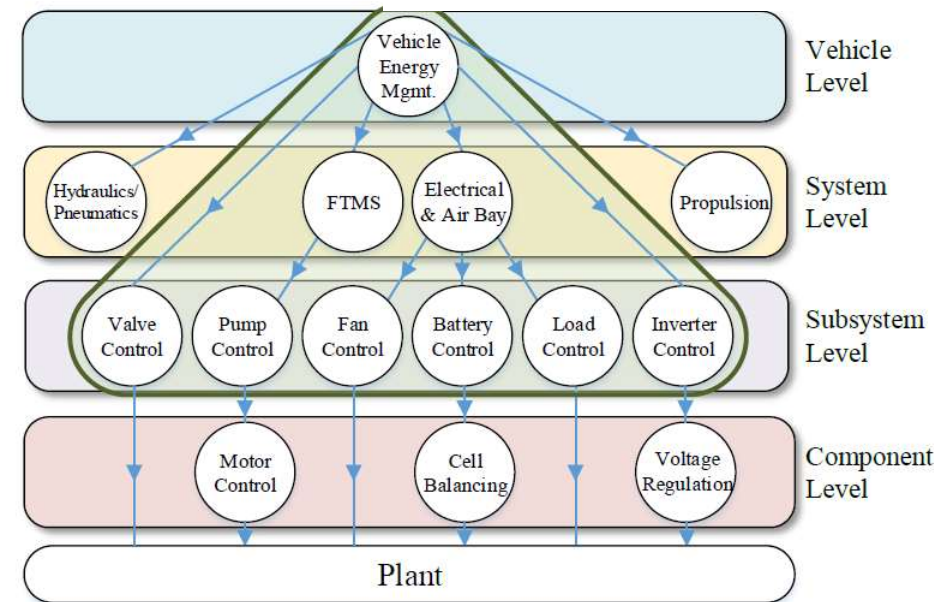 Vehicle
Energy
Mgmt.
Vehicle
Level
Hydraulics/
Pneumatics
FTMS
Electrical
& Air Bay
Propulsion
System
Level
Valve
Control
Pump
Control
Fan
Control
Battery
Control
Load
Control
Inverter
Control
Subsystem
Level
Motor
Control
Cell
Balancing
Voltage
Regulation
Component
Level
Plant